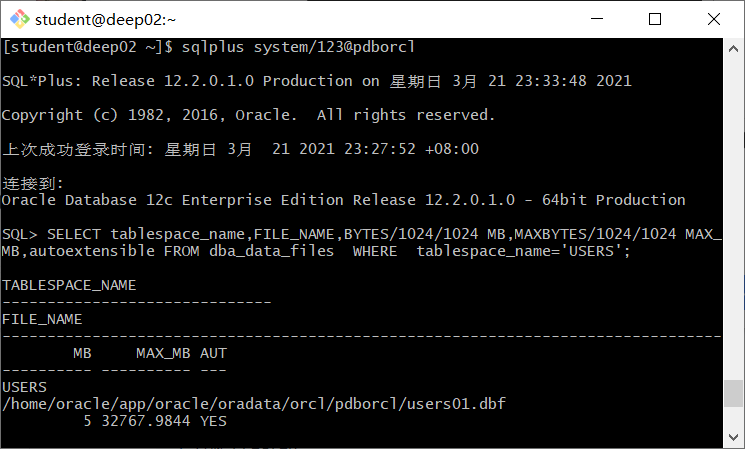 student@deep02:~
[student@deep02 ~]$ sqlplus system/123@pdborcl
SQL*Plus: Release 12.2.0.1.0 Production on 星期日 3月 21 23:33:48 2021
Copyright (c) 1982, 2016, Oracle.  All rights reserved.
上次成功登录时间: 星期日 3月  21 2021 23:27:52 +08:00
连接到:
Oracle Database 12c Enterprise Edition Release 12.2.0.1.0 - 64bit Production
SQL> SELECT tablespace_name,FILE_NAME,BYTES/1024/1024 MB,MAXBYTES/1024/1024 MAX_
MB,autoextensible FROM dba_data_files  WHERE  tablespace_name='USERS';
TABLESPACE_NAME
------------------------------
FILE_NAME
--------------------------------------------------------------------------------
        MB     MAX_MB AUT
---------- ---------- ---
USERS
/home/oracle/app/oracle/oradata/orcl/pdborcl/users01.dbf
         5 32767.9844 YES